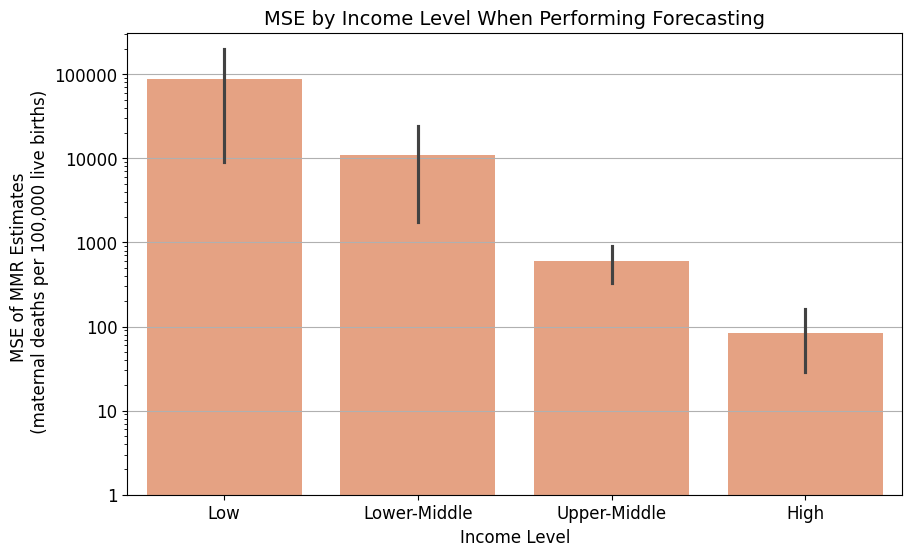 MSE by Income Level When Performing Forecasting
MSE of MMR Estimates
(maternal deaths per 100,000 live births)
100000
10000
1000
100
10
1
Low
Lower-Middle
Upper-Middle
High
Income Level